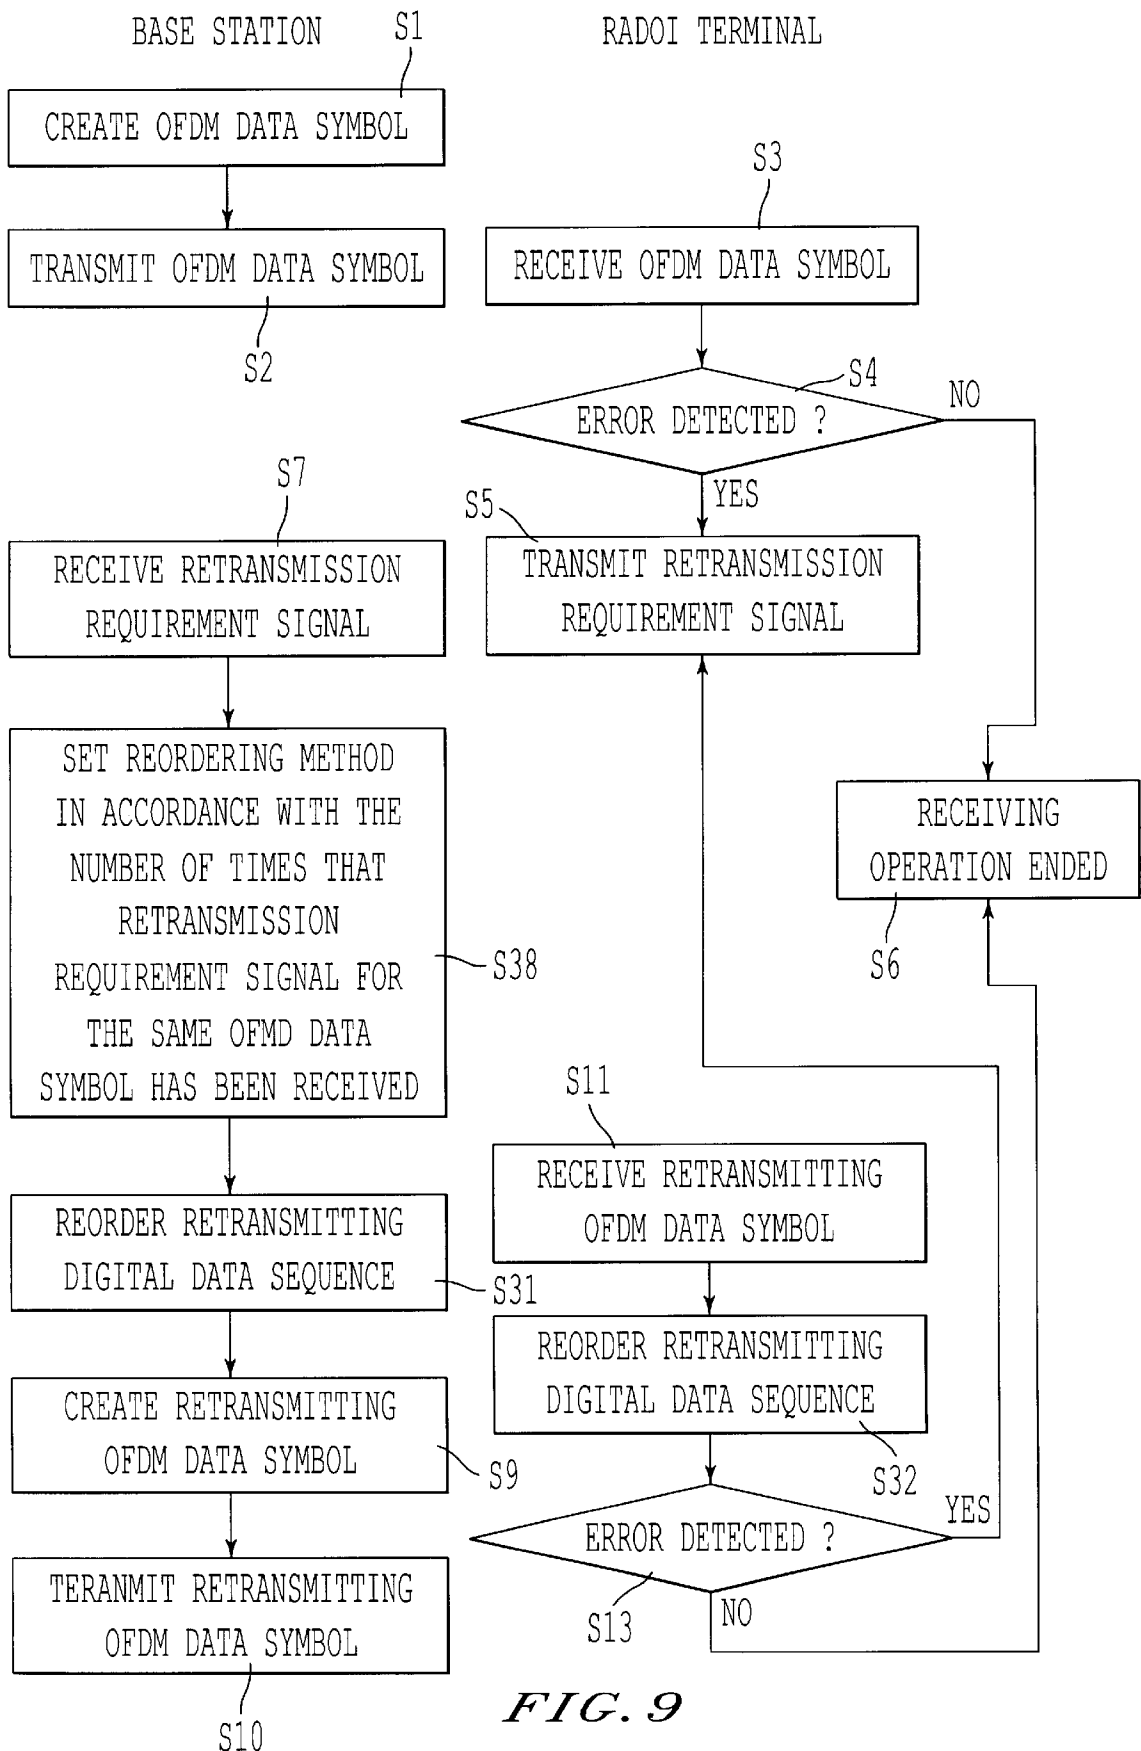 BASE STATION
RADOI TERMINAL
S1
CREATE OFDM DATA SYMBOL
TRANSMIT OFDM DATA SYMBOL
S2
S3
RECEIVE OFDM DATA SYMBOL
S4
ERROR DETECTED ?
NO
YES
S5
TRANSMIT RETRANSMISSION
REQUIREMENT SIGNAL
RECEIVING
OPERATION ENDED
S6
S7
RECEIVE RETRANSMISSION
REQUIREMENT SIGNAL
SET REORDERING METHOD
IN ACCORDANCE WITH THE
NUMBER OF TIMES THAT
RETRANSMISSION
REQUIREMENT SIGNAL FOR
THE SAME OFMD DATA
SYMBOL HAS BEEN RECEIVED
S38
REORDER RETRANSMITTING
DIGITAL DATA SEQUENCE
S31
CREATE RETRANSMITTING
OFDM DATA SYMBOL
S9
TERANMIT RETRANSMITTING
OFDM DATA SYMBOL
S10
S11
RECEIVE RETRANSMITTING
OFDM DATA SYMBOL
REORDER RETRANSMITTING
DIGITAL DATA SEQUENCE
S32
ERROR DETECTED ?
YES
S13
NO
FIG. 9